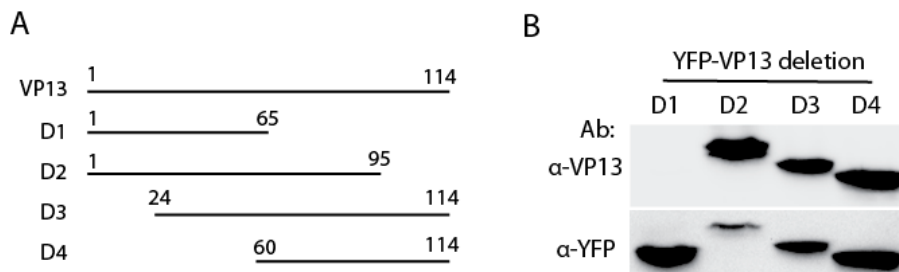 A
VP13 1 114
D1 1 65
D2 1 95
D3 24 114
D4 60 114
B
YFP-VP13 deletion
D1 D2 D3 D4
Ab:
α-VP13
α-YFP